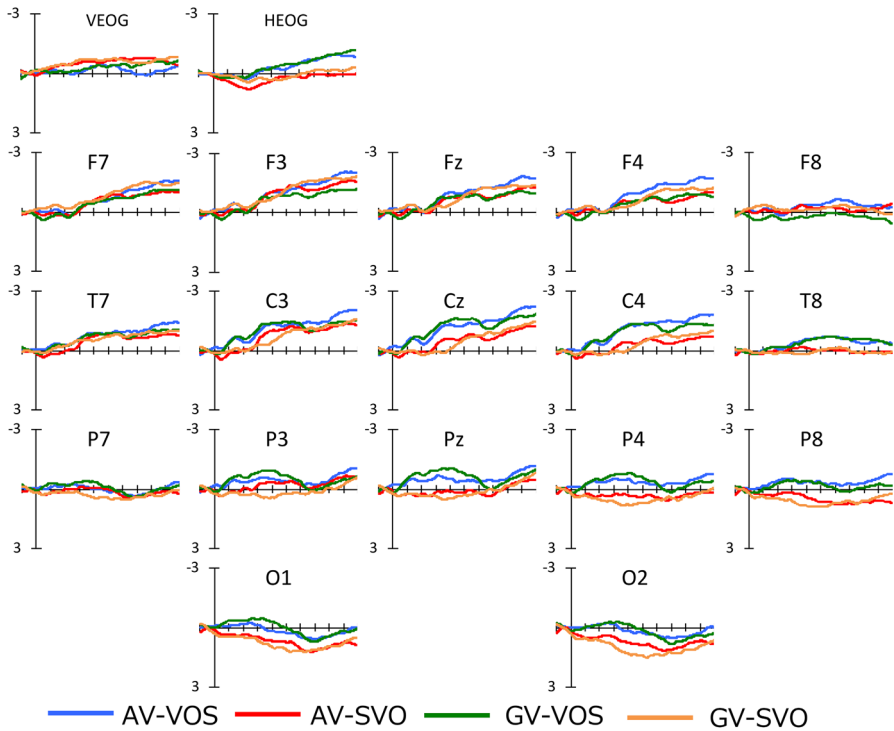 -3 VEOG -3 HEOG
3 3
-3 F7 -3 F3 -3 Fz -3 F4 -3 F8
3 3 3 3 3
-3 T7 -3 C3 -3 Cz -3 C4 -3 T8
3 3 3 3 3
-3 P7 -3 P3 -3 Pz -3 P4 -3 P8
3 3 3 3 3
-3 O1 -3 O2
3 3
AV-VOS AV-SVO GV-VOS GV-SVO